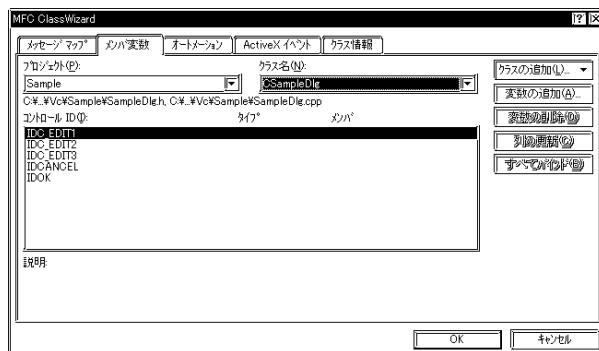 MFC ClassWizard
メッセージ マップ
メンバ変数
オートメーション
ActiveX イベント
クラス情報
プロジェクト(P):
クラス名(N):
Sample
CSampleDlg
クラスの追加(L)...
C:¥..¥Vc¥Sample¥SampleDlg.h, C:¥..¥Vc¥Sample¥SampleDlg.cpp
変数の追加(A)...
コントロール ID(I):
タイプ
メンバ
変数の削除(D)
IDC_EDIT1
IDC_EDIT2
IDC_EDIT3
IDCANCEL
IDOK
列の更新(C)
すべてバインド(B)
説明:
OK
キャンセル